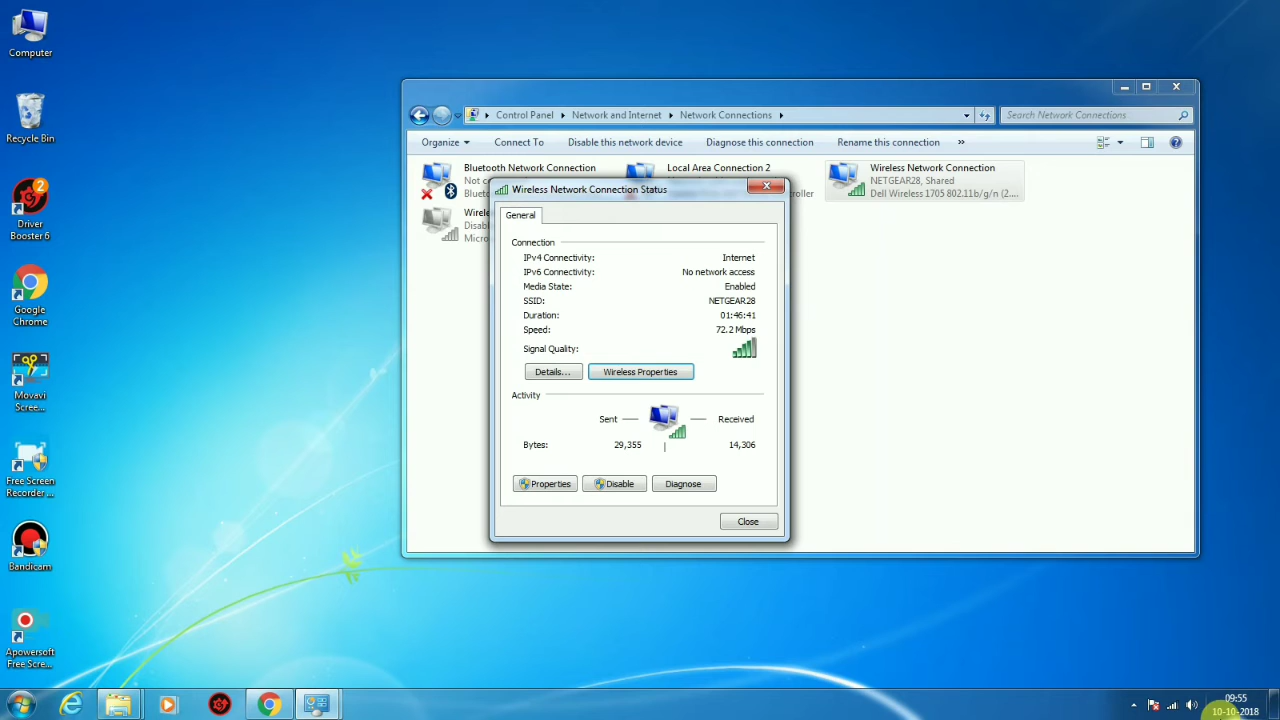 Computer
Recycle Bin
Driver
Booster 6
2
Google
Chrome
Movavi
Scree...
Free Screen
Recorder ...
Bandicam
Apowersoft
Free Scre...
Control Panel
Network and Internet
Network Connections
Search Network Connections
Organize
Connect To
Disable this network device
Diagnose this connection
Rename this connection
»
Bluetooth Network Connection
Local Area Connection 2
Wireless Network Connection
NETGEAR28, Shared
Dell Wireless 1705 802.11b/g/n (2....
Wireless Network Connection Status
General
Connection
IPv4 Connectivity: Internet
IPv6 Connectivity: No network access
Media State: Enabled
SSID: NETGEAR28
Duration: 01:46:41
Speed: 72.2 Mbps
Signal Quality:
Details...
Wireless Properties
Activity
Sent
Received
Bytes: 29,355 14,306
Properties
Disable
Diagnose
Close
09:55
10-10-2018